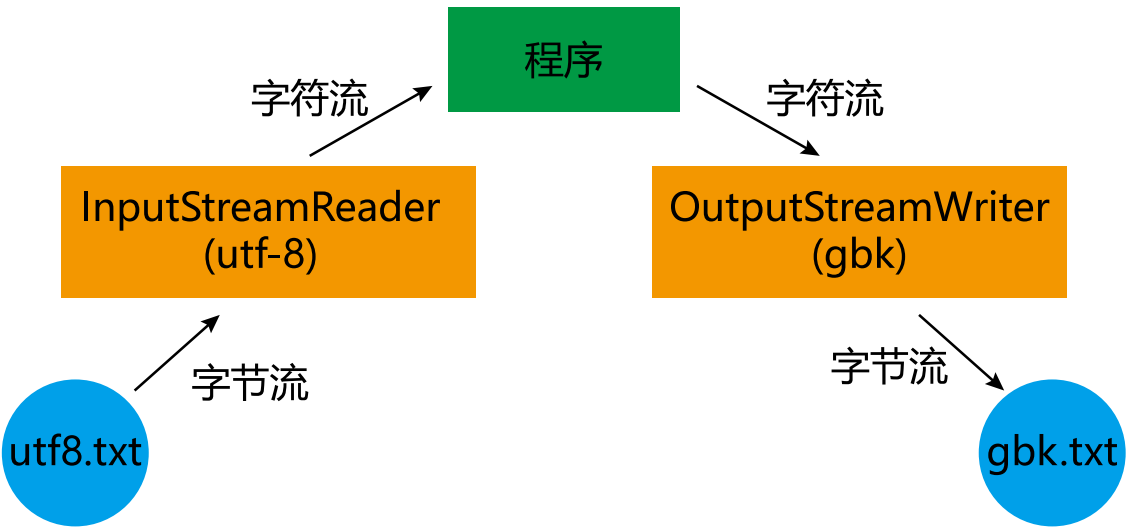 程序
字符流
字符流
InputStreamReader
(utf-8)
OutputStreamWriter
(gbk)
字节流
字节流
utf8.txt
gbk.txt